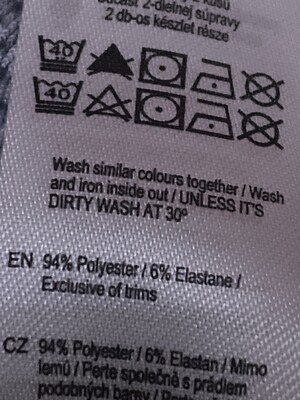 2-dielnej súpravy
2 db-os készlet része
40
40
Wash similar colours together / Wash
and iron inside out / UNLESS IT'S
DIRTY WASH AT 30º
EN 94% Polyester / 6% Elastane /
Exclusive of trims
CZ 94% Polyester / 6% Elastan / Mimo
lemů / Perte společně s prádlem
podobných barev /